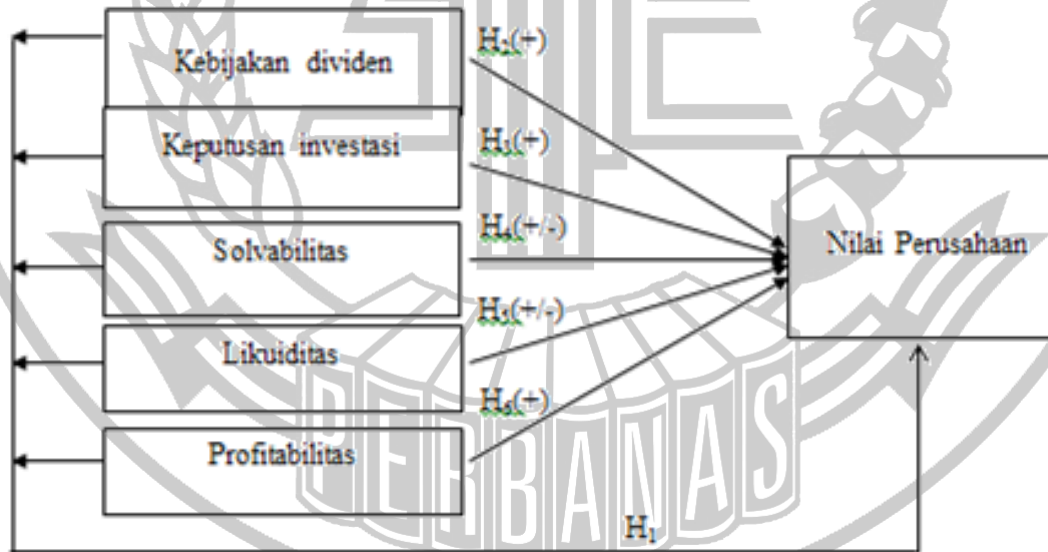 Kebijakan dividen
H₂(+)
Keputusan investasi
H₃(+)
Solvabilitas
H₄(+/-)
Nilai Perusahaan
Likuiditas
H₅(+/-)
Profitabilitas
H₆(+)
H₁
PERBANAS